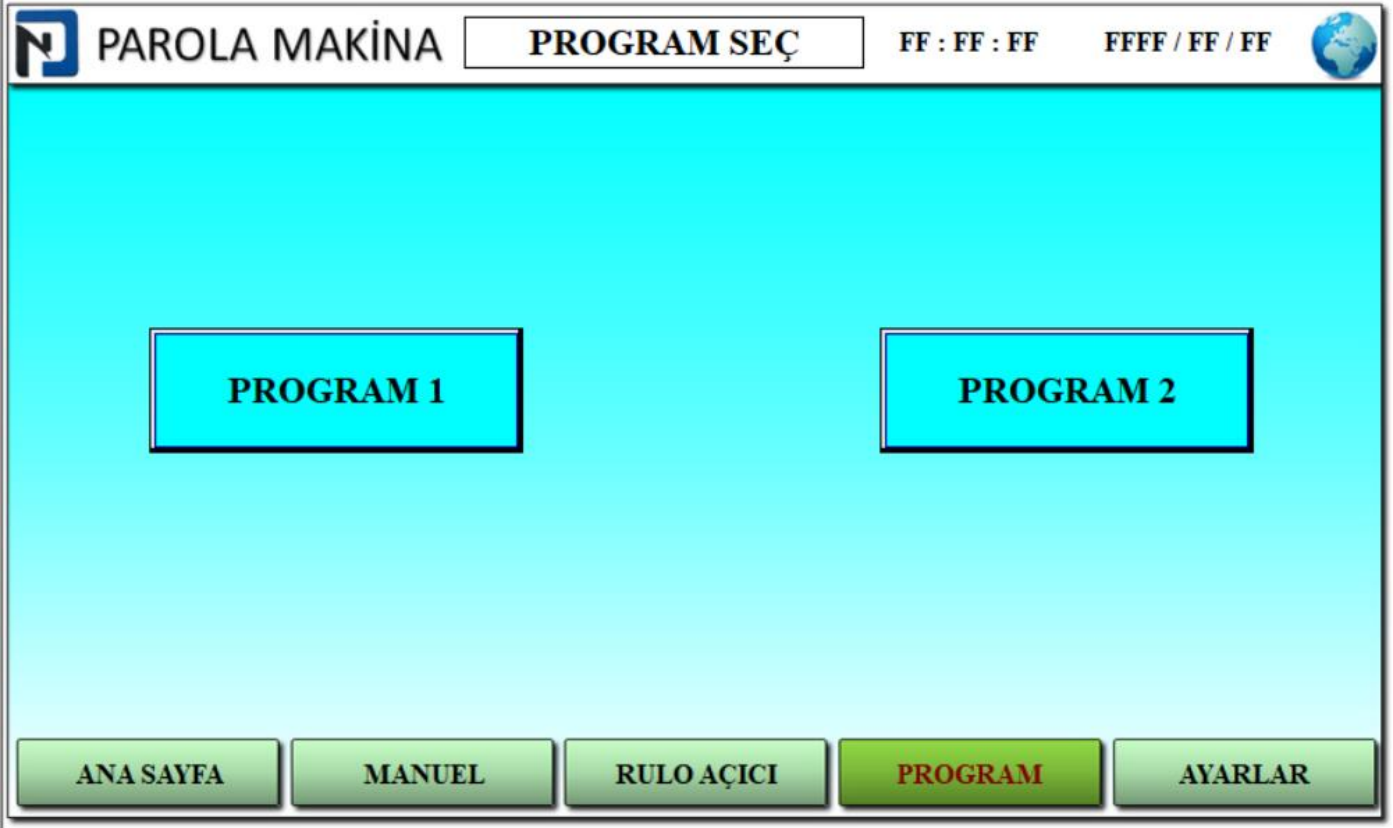 PAROLA MAKİNA PROGRAM SEÇ FF : FF : FF FFFF / FF / FF
PROGRAM 1 PROGRAM 2
ANA SAYFA MANUEL RULO AÇICI PROGRAM AYARLAR